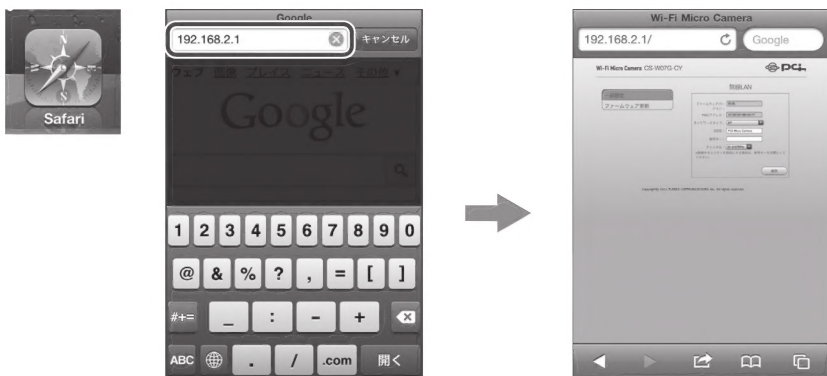 Safari
Google
192.168.2.1
キャンセル
ウェブ 画像 プレイス ニュース その他 ▼
Google
1 2 3 4 5 6 7 8 9 0
@ & % ? , = [ ]
#+= _ : - +
ABC . / .com 開く
Wi-Fi Micro Camera
192.168.2.1/
Google
Wi-Fi Micro Camera CS-W07G-CY
PCi
無線LAN
一般設定
ファームウェア更新